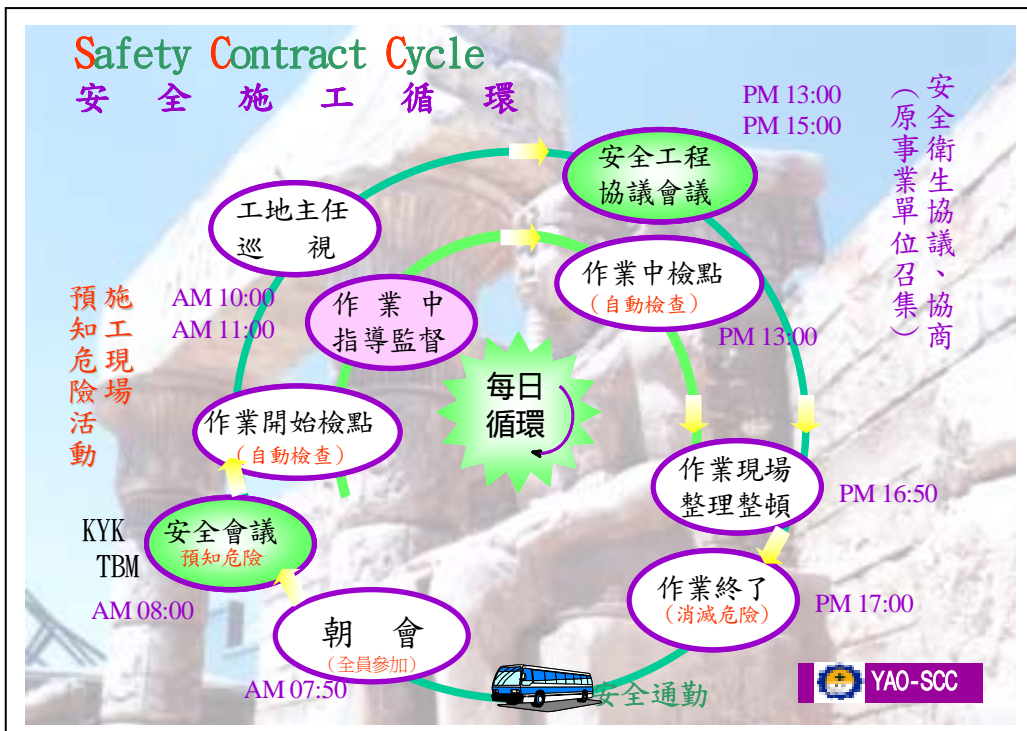 Safety Contract Cycle
安全施工循環
PM 13:00
PM 15:00
安全衛生協議、協商
（原事業單位召集）
安全工程
協議會議
工地主任
巡視
作業中檢點
（自動檢查）
PM 13:00
AM 10:00
AM 11:00
作業中
指導監督
施工現場
預知危險活動
每日
循環
作業開始檢點
（自動檢查）
作業現場
整理整頓
PM 16:50
KYK
TBM
安全會議
預知危險
AM 08:00
作業終了
（消滅危險）
PM 17:00
朝會
（全員參加）
AM 07:50
安全通勤
YAO-SCC